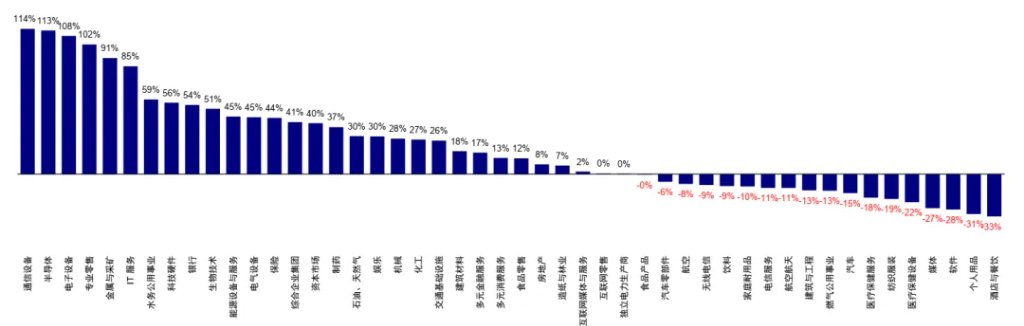 114%
113%
108%
102%
91%
85%
59%
56%
54%
51%
45%
45%
44%
41%
40%
37%
30%
30%
28%
27%
26%
18%
17%
13%
12%
8%
7%
2%
0%
0%
-0%
-6%
-8%
-9%
-9%
-10%
-11%
-11%
-13%
-13%
-15%
-18%
-19%
-22%
-27%
-28%
-31%
-33%
通信设备
半导体
电子设备
专业零售
金属与采矿
IT 服务
水务公用事业
科技硬件
银行
生物技术
能源设备与服务
电气设备
保险
综合企业集团
资本市场
制药
石油、天然气
娱乐
机械
化工
交通基础设施
建筑材料
多元金融服务
多元消费服务
食品零售
房地产
造纸与林业
互联网媒体与服务
互联网零售
独立电力生产商
食品产品
汽车零部件
航空
无线电信
饮料
家庭耐用品
电信服务
航空航天
建筑与工程
燃气公用事业
汽车
医疗保健服务
纺织服装
医疗保健设备
媒体
软件
个人用品
酒店与餐饮